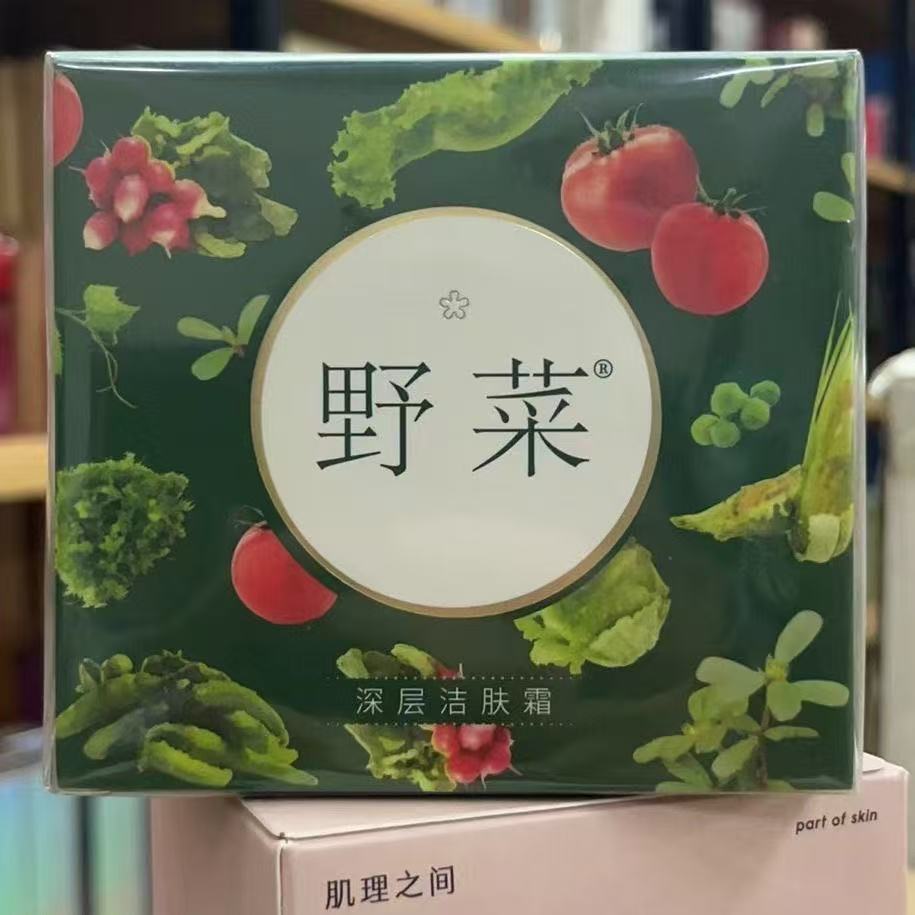 野菜®
深层洁肤霜
part of skin
肌理之间